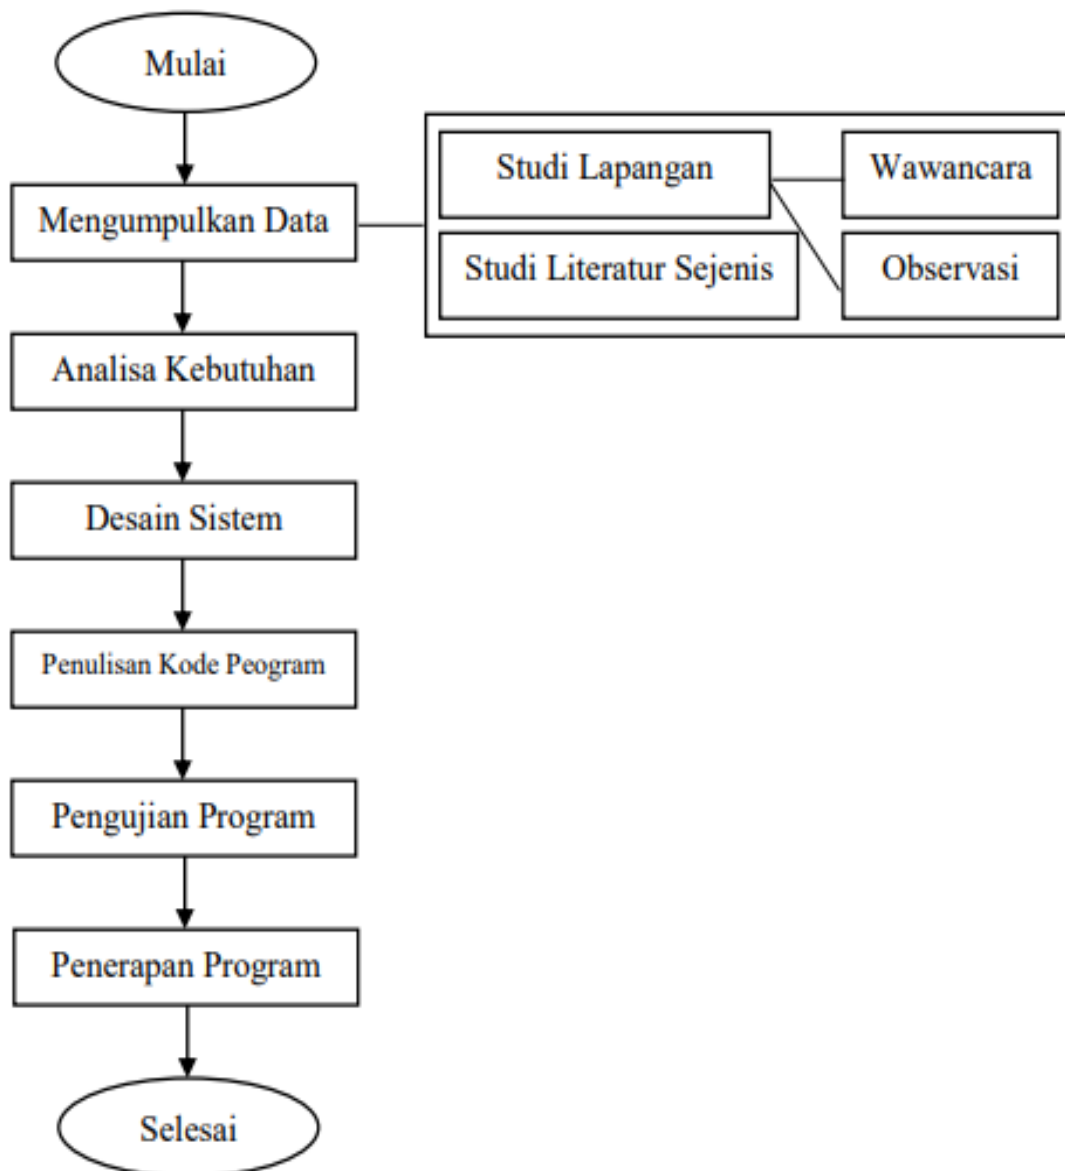 Mulai
Mengumpulkan Data
Studi Lapangan
Wawancara
Studi Literatur Sejenis
Observasi
Analisa Kebutuhan
Desain Sistem
Penulisan Kode Peogram
Pengujian Program
Penerapan Program
Selesai